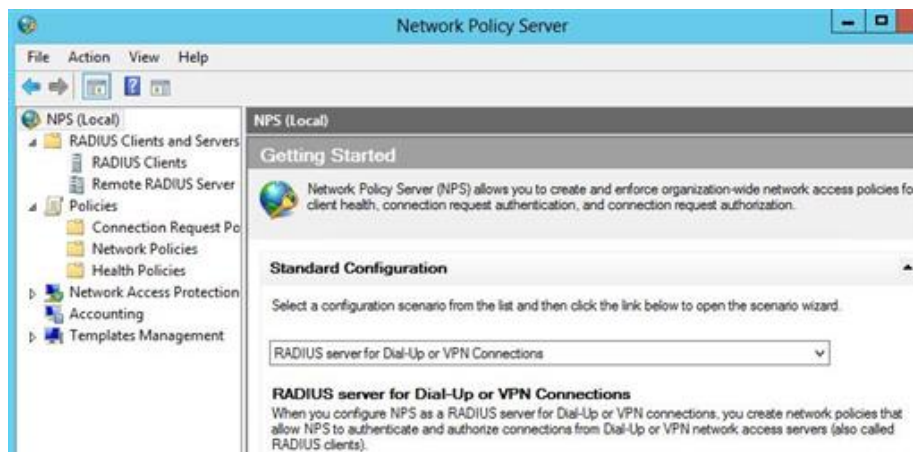 Network Policy Server
File Action View Help
NPS (Local)
RADIUS Clients and Servers
RADIUS Clients
Remote RADIUS Server
Policies
Connection Request Po
Network Policies
Health Policies
Network Access Protection
Accounting
Templates Management
NPS (Local)
Getting Started
Network Policy Server (NPS) allows you to create and enforce organization-wide network access policies fo
client health, connection request authentication, and connection request authorization.
Standard Configuration
Select a configuration scenario from the list and then click the link below to open the scenario wizard.
RADIUS server for Dial-Up or VPN Connections
RADIUS server for Dial-Up or VPN Connections
When you configure NPS as a RADIUS server for Dial-Up or VPN connections, you create network policies that
allow NPS to authenticate and authorize connections from Dial-Up or VPN network access servers (also called
RADIUS clients).